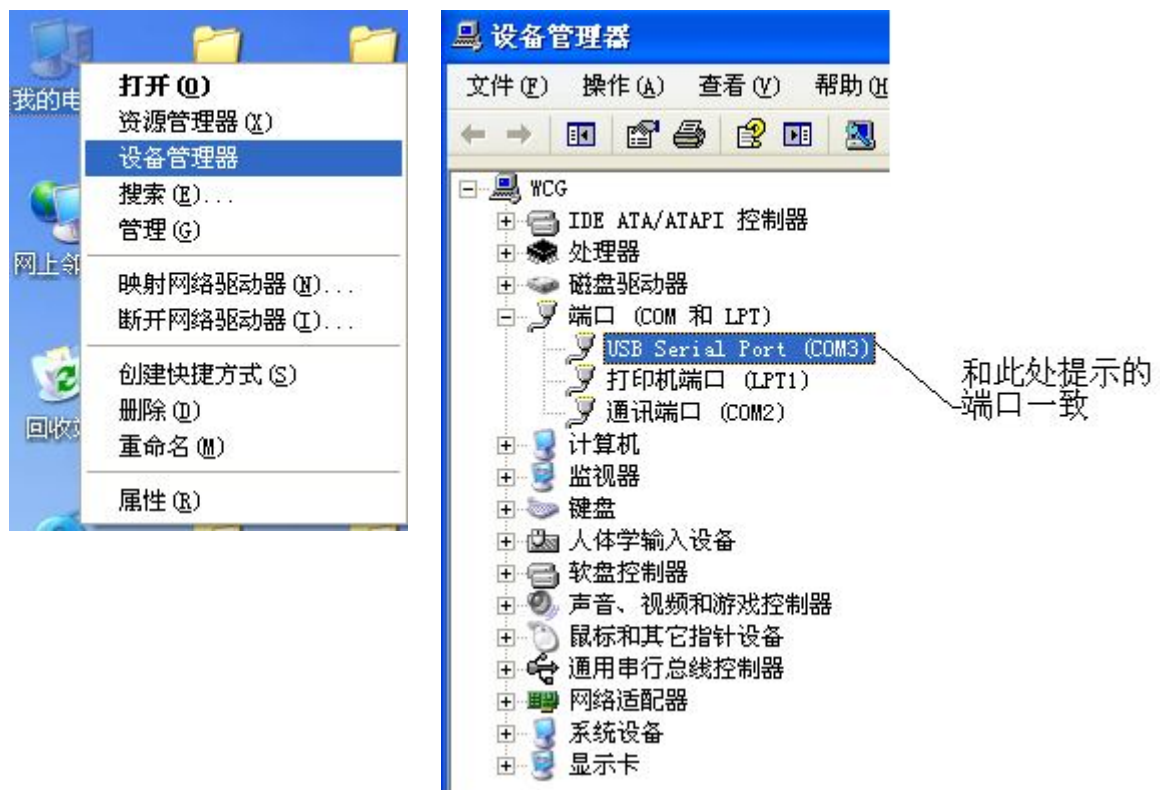 我的电
网上邻
回收站
打开(O)
资源管理器(X)
设备管理器
搜索(E)...
管理(G)
映射网络驱动器(N)...
断开网络驱动器(I)...
创建快捷方式(S)
删除(D)
重命名(M)
属性(R)
设备管理器
文件(F) 操作(A) 查看(V) 帮助(H
WCG
IDE ATA/ATAPI 控制器
处理器
磁盘驱动器
端口 (COM 和 LPT)
USB Serial Port (COM3)
打印机端口 (LPT1)
通讯端口 (COM2)
计算机
监视器
键盘
人体学输入设备
软盘控制器
声音、视频和游戏控制器
鼠标和其它指针设备
通用串行总线控制器
网络适配器
系统设备
显示卡
和此处提示的
端口一致